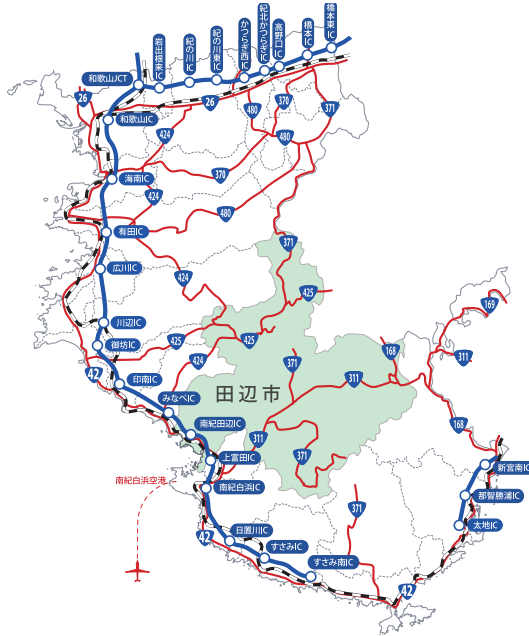 橋本東IC
橋本IC
高野口IC
紀北かつらぎIC
かつらぎ西IC
紀の川東IC
紀の川IC
岩出根来IC
和歌山JCT
26
26
480
370
371
和歌山IC
424
480
海南IC
370
424
480
有田IC
371
広川IC
424
425
169
川辺IC
御坊IC
425
425
168
311
42
印南IC
424
371
311
みなべIC
田辺市
南紀田辺IC
168
311
上富田IC
371
新宮南IC
南紀白浜空港
南紀白浜IC
那智勝浦IC
371
太地IC
42
日置川IC
すさみIC
すさみ南IC
42